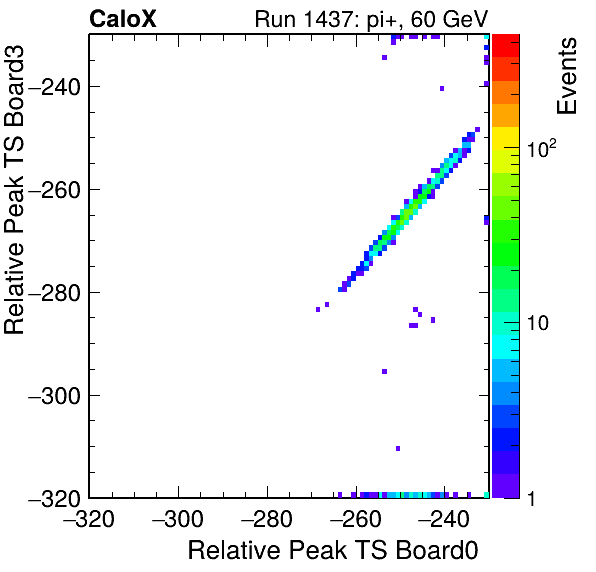 CaloX Run 1437: pi+, 60 GeV
Relative Peak TS Board3
−240
−260
−280
−300
−320
−320 −300 −280 −260 −240
Relative Peak TS Board0
Events
10²
10
1